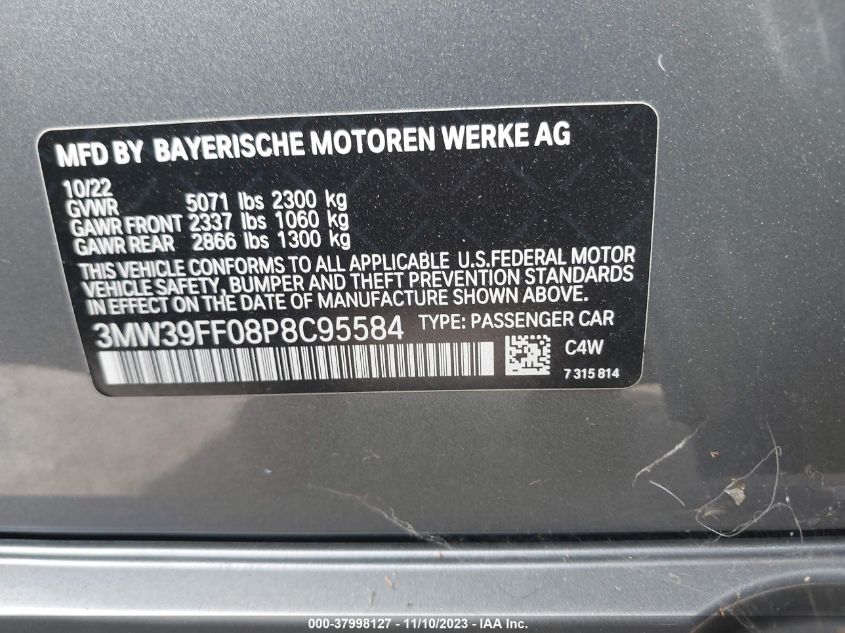 MFD BY BAYERISCHE MOTOREN WERKE AG
10/22
GVWR 5071 lbs 2300 kg
GAWR FRONT 2337 lbs 1060 kg
GAWR REAR 2866 lbs 1300 kg
THIS VEHICLE CONFORMS TO ALL APPLICABLE U.S.FEDERAL MOTOR
VEHICLE SAFETY, BUMPER AND THEFT PREVENTION STANDARDS
IN EFFECT ON THE DATE OF MANUFACTURE SHOWN ABOVE.
3MW39FF08P8C95584 TYPE: PASSENGER CAR
C4W
7 315 814
000-37998127 - 11/10/2023 - IAA Inc.